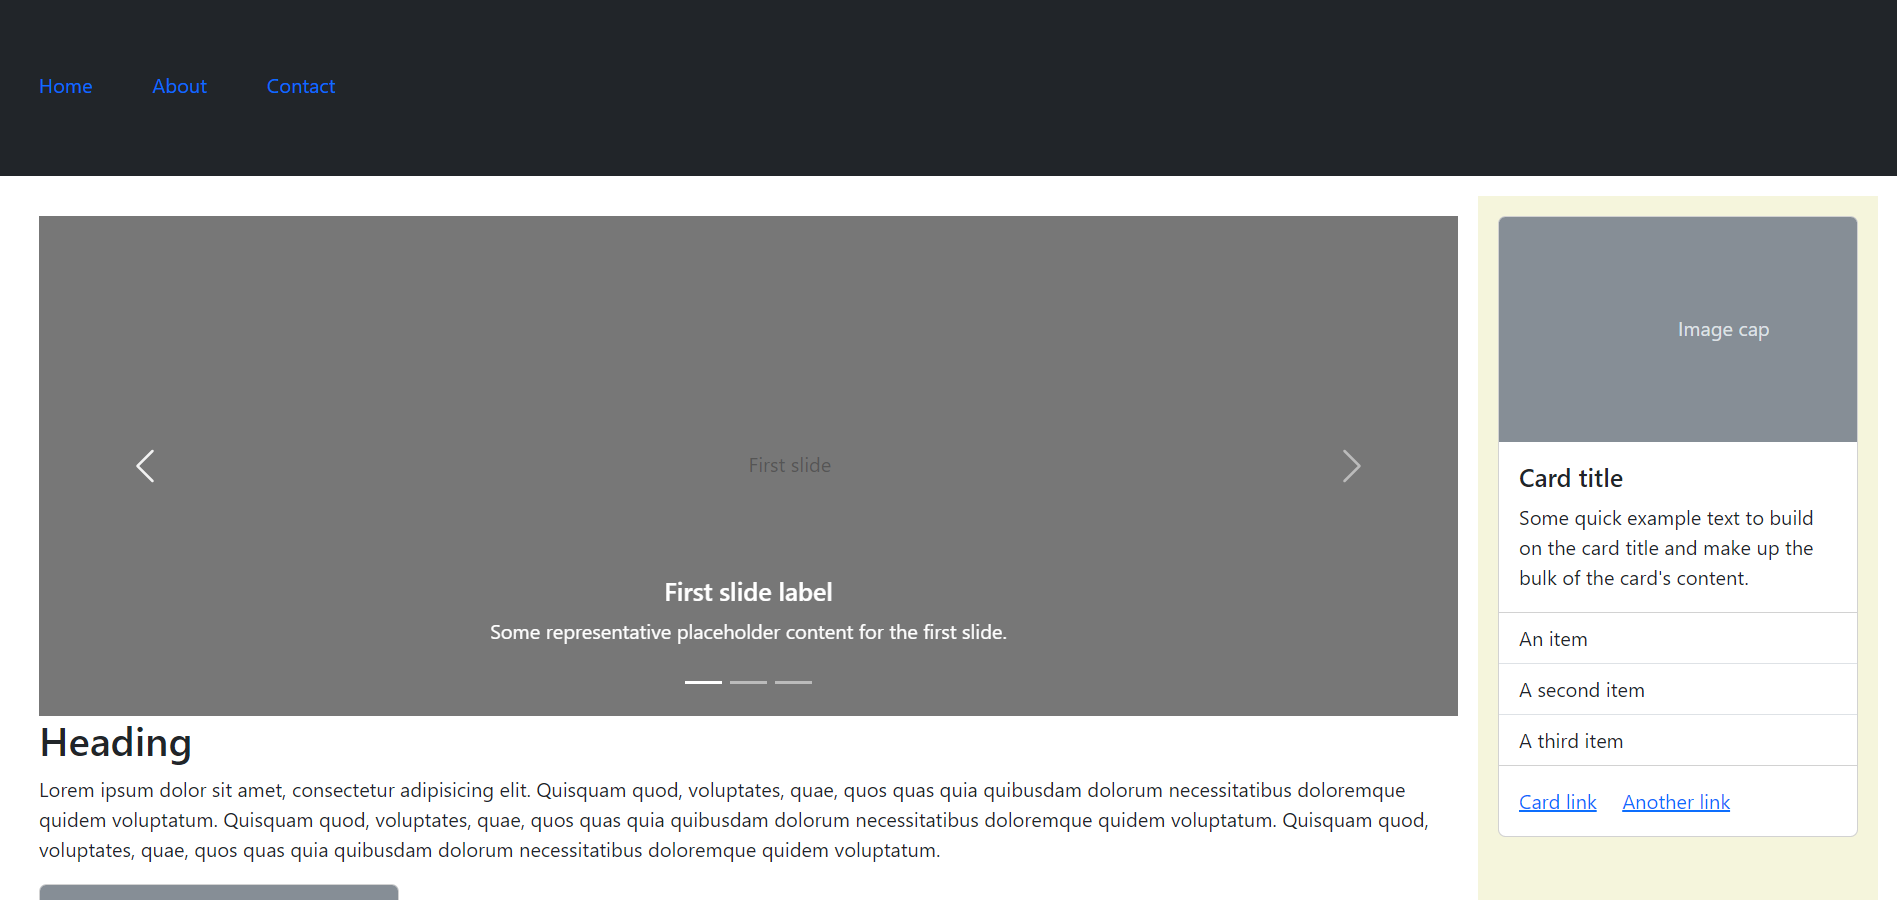 Home About Contact
First slide
First slide label
Some representative placeholder content for the first slide.
Heading
Lorem ipsum dolor sit amet, consectetur adipisicing elit. Quisquam quod, voluptates, quae, quos quas quia quibusdam dolorum necessitatibus doloremque
quidem voluptatum. Quisquam quod, voluptates, quae, quos quas quia quibusdam dolorum necessitatibus doloremque quidem voluptatum. Quisquam quod,
voluptates, quae, quos quas quia quibusdam dolorum necessitatibus doloremque quidem voluptatum.
Image cap
Card title
Some quick example text to build
on the card title and make up the
bulk of the card's content.
An item
A second item
A third item
Card link Another link